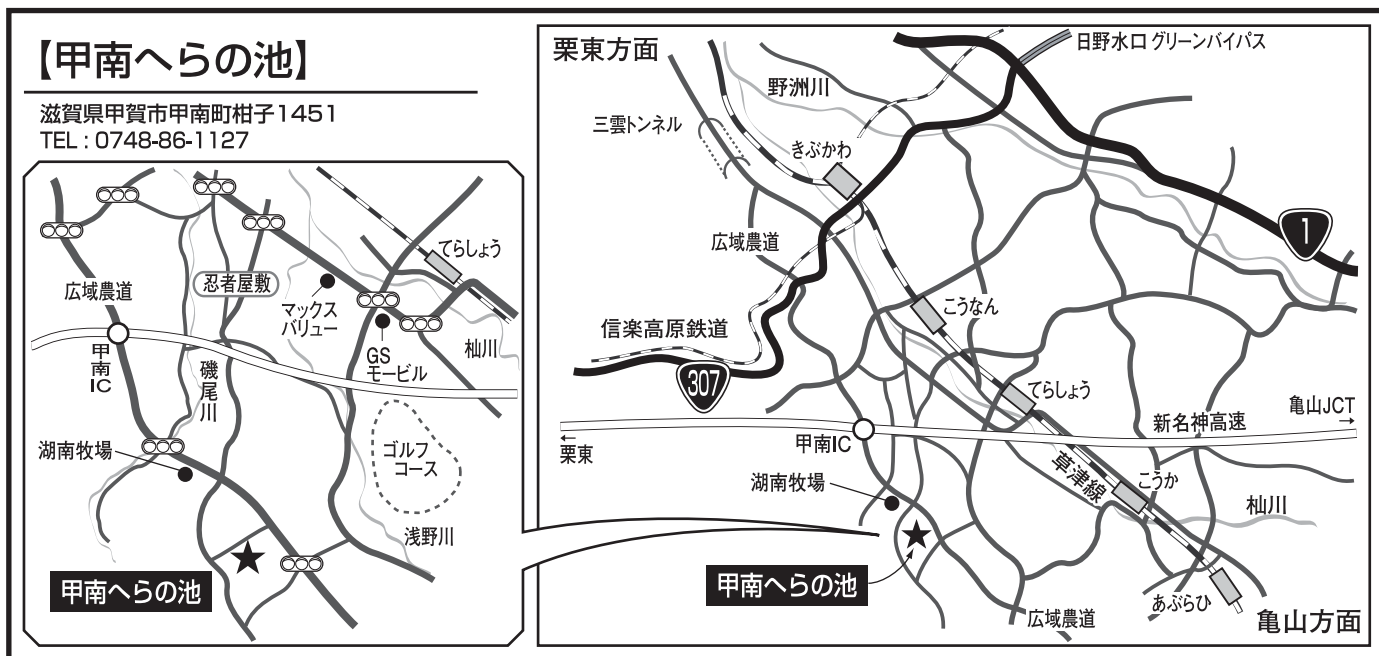 【甲南へらの池】
滋賀県甲賀市甲南町柑子1451
TEL : 0748-86-1127
てらしょう
広域農道
忍者屋敷
マックス
バリュー
杣川
甲南IC
磯尾川
GS
モービル
湖南牧場
ゴルフ
コース
浅野川
甲南へらの池
栗東方面
日野水口 グリーンバイパス
野洲川
三雲トンネル
きぶかわ
広域農道
1
こうなん
信楽高原鉄道
307
てらしょう
亀山JCT
→
新名神高速
←
栗東
甲南IC
草津線
こうか
湖南牧場
杣川
甲南へらの池
あぶらひ
広域農道
亀山方面